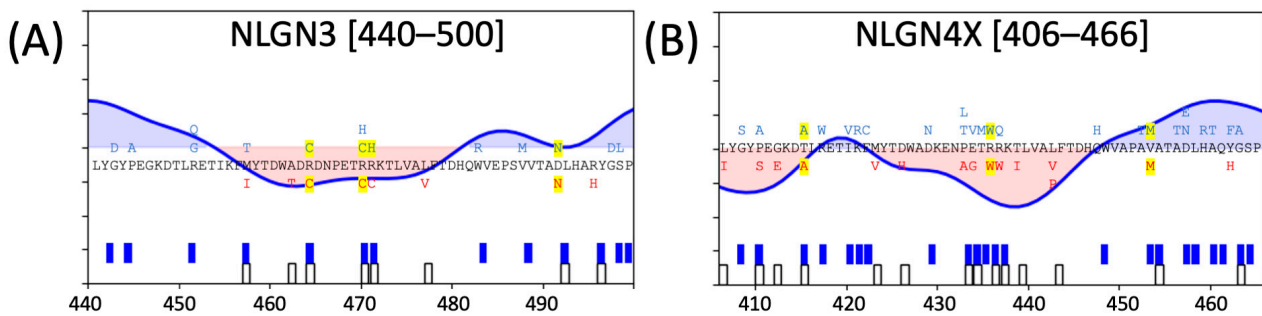 (A)
NLGN3 [440–500]
Q H
D A G T C CH R M N DL
LYGYPEGKDTLRETIKFMYTDWADRDNPETRRKTLVALFTDHQWVEPSVVTADLHARYGSP
I T C CC V N H
440 450 460 470 480 490
(B)
NLGN4X [406–466]
L E
S A A W VRC N TVMWQ H TM TN RT FA
LYGYPEGKDTLRETIKFMYTDWADKENPETRRKTLVALFTDHQWVAPAVATADLHAQYGSP
I S E A V H AG WW I V M H
410 420 430 440 450 460